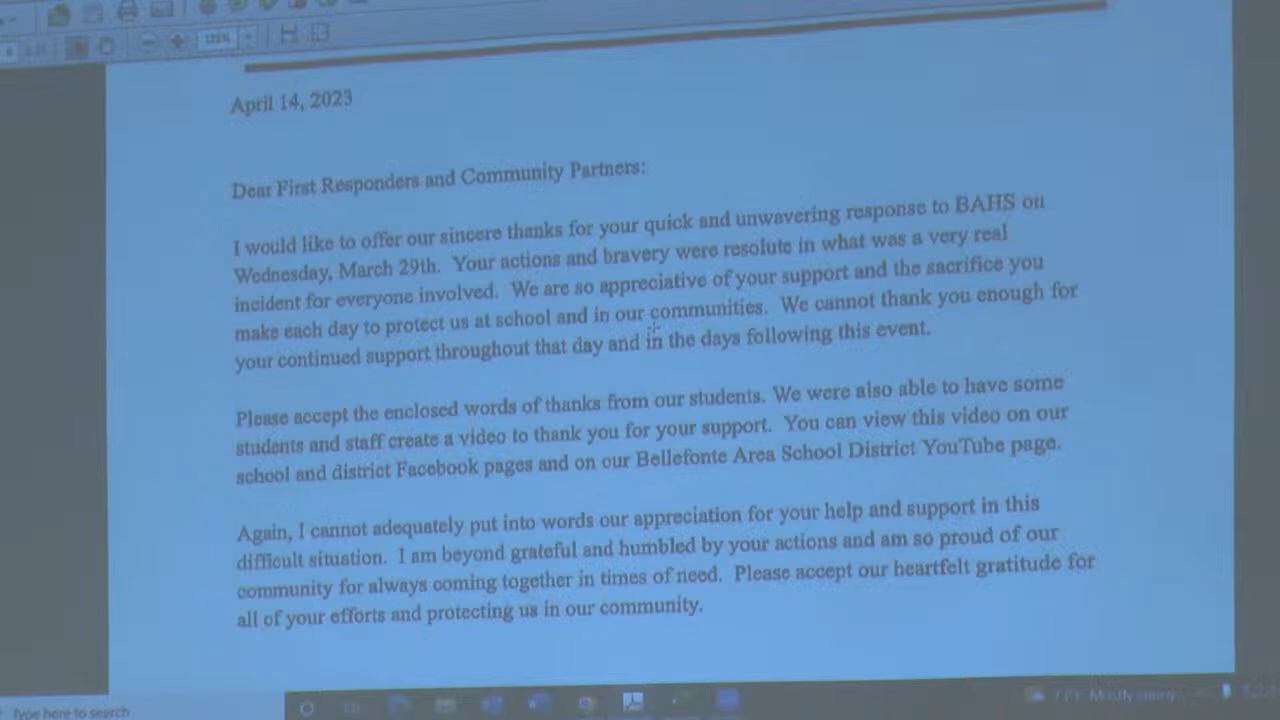 125%
April 14, 2023
Dear First Responders and Community Partners:
I would like to offer our sincere thanks for your quick and unwavering response to BAHS on
Wednesday, March 29th. Your actions and bravery were resolute in what was a very real
incident for everyone involved. We are so appreciative of your support and the sacrifice you
make each day to protect us at school and in our communities. We cannot thank you enough for
your continued support throughout that day and in the days following this event.
Please accept the enclosed words of thanks from our students. We were also able to have some
students and staff create a video to thank you for your support. You can view this video on our
school and district Facebook pages and on our Bellefonte Area School District YouTube page.
Again, I cannot adequately put into words our appreciation for your help and support in this
difficult situation. I am beyond grateful and humbled by your actions and am so proud of our
community for always coming together in times of need. Please accept our heartfelt gratitude for
all of your efforts and protecting us in our community.
Type here to search
Mostly sunny